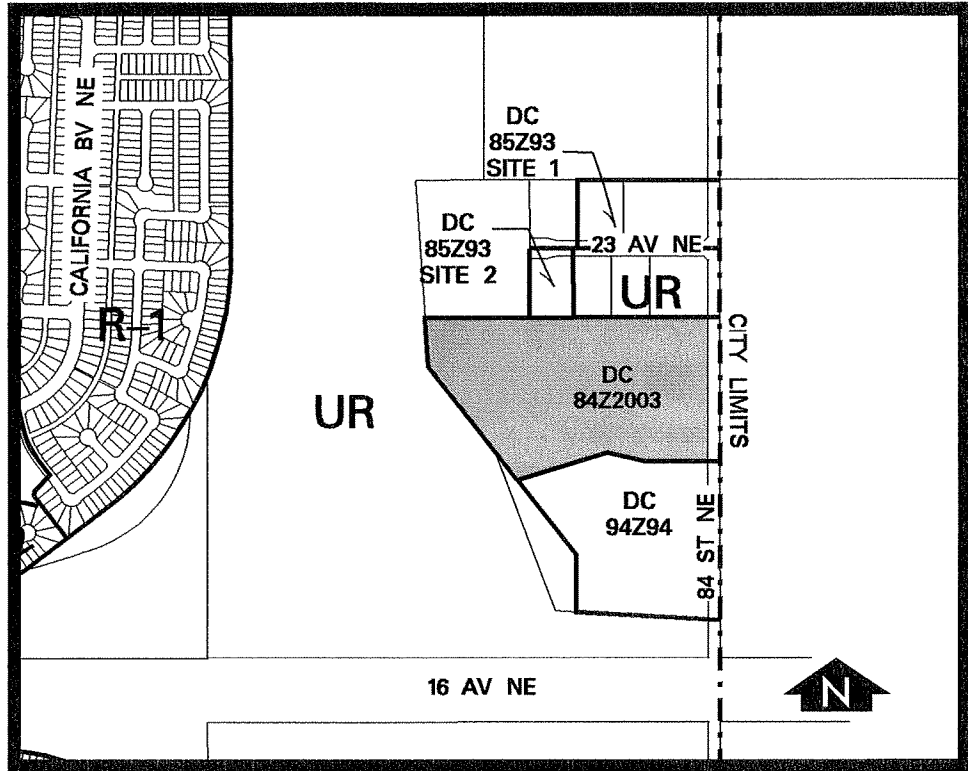 DC
85Z93
SITE 1
CALIFORNIA BV NE
DC
85Z93
SITE 2
23 AV NE
UR
R-1
CITY LIMITS
DC
84Z2003
UR
DC
94Z94
84 ST NE
16 AV NE
N